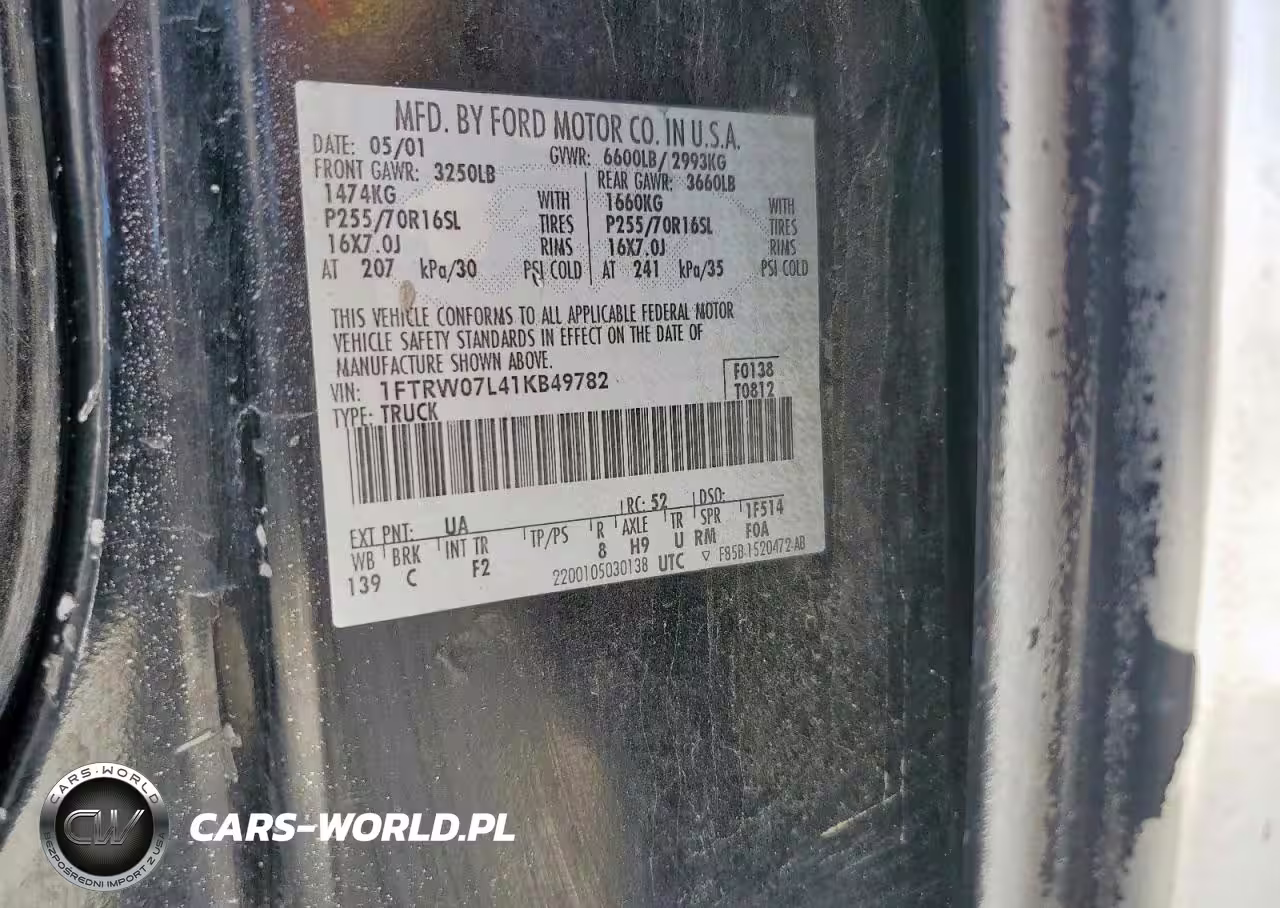 MFD. BY FORD MOTOR CO. IN U.S.A.
DATE: 05/01 GVWR: 6600LB/ 2993KG
FRONT GAWR: 3250LB REAR GAWR: 3660LB
1474KG WITH 1660KG WITH
P255/70R16SL TIRES P255/70R16SL TIRES
16X7.0J RIMS 16X7.0J RIMS
AT 207 kPa/30 PSI COLD AT 241 kPa/35 PSI COLD
THIS VEHICLE CONFORMS TO ALL APPLICABLE FEDERAL MOTOR
VEHICLE SAFETY STANDARDS IN EFFECT ON THE DATE OF
MANUFACTURE SHOWN ABOVE.
VIN: 1FTRW07L41KB49782 F0138
TYPE: TRUCK T0812
EXT PNT: UA RC: 52 DSO: 1F514
WB BRK INT TR TP/PS R AXLE TR SPR FOA
139 C F2 8 H9 U RM
2200105030138 UTC ▽ F85B 1520472 AB
CARS-WORLD
CW
BEZPOŚREDNI IMPORT Z USA
CARS-WORLD.PL